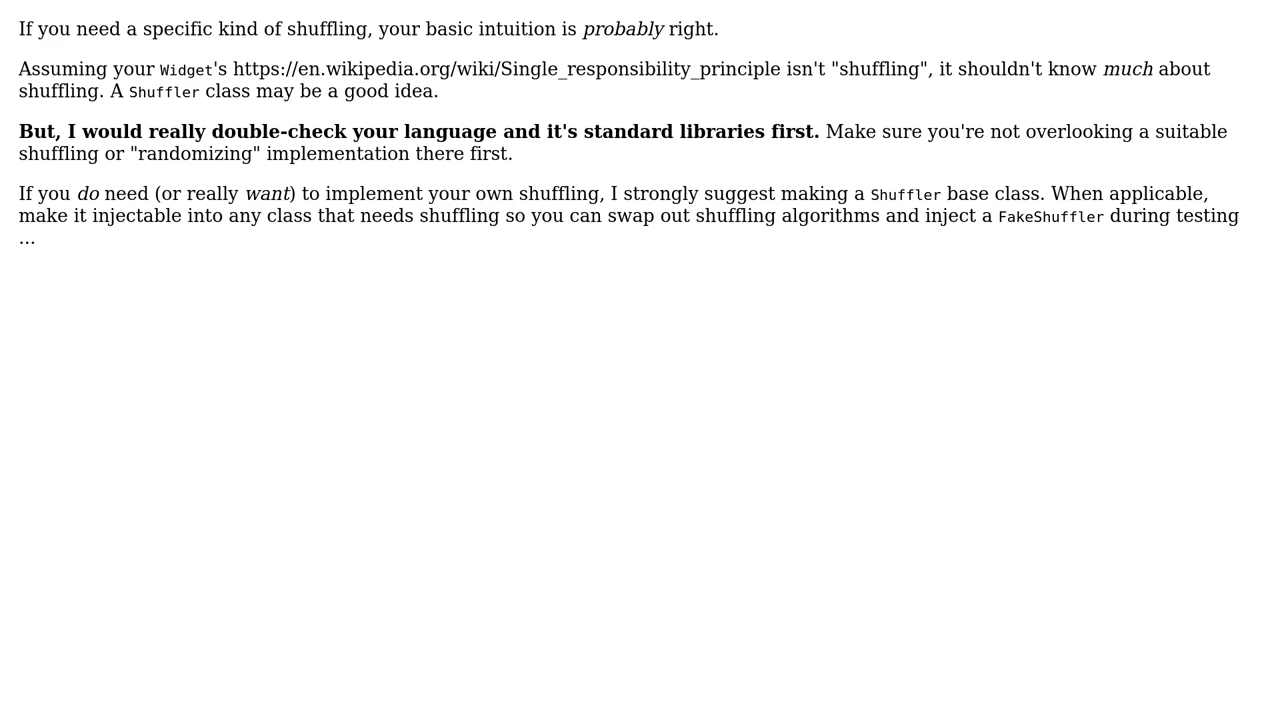 If you need a specific kind of shuffling, your basic intuition is probably right.
Assuming your Widget's https://en.wikipedia.org/wiki/Single_responsibility_principle isn't "shuffling", it shouldn't know much about
shuffling. A Shuffler class may be a good idea.
But, I would really double-check your language and it's standard libraries first. Make sure you're not overlooking a suitable
shuffling or "randomizing" implementation there first.
If you do need (or really want) to implement your own shuffling, I strongly suggest making a Shuffler base class. When applicable,
make it injectable into any class that needs shuffling so you can swap out shuffling algorithms and inject a FakeShuffler during testing
...